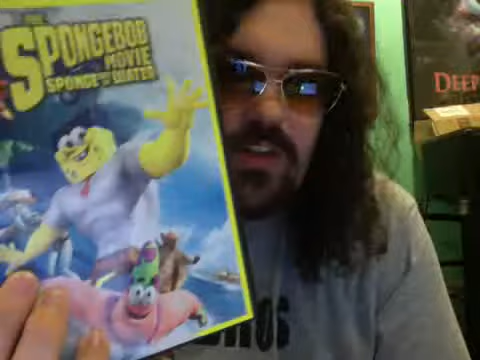 THE
SPONGEBOB
MOVIE
SPONGE OUT OF WATER
DEEP